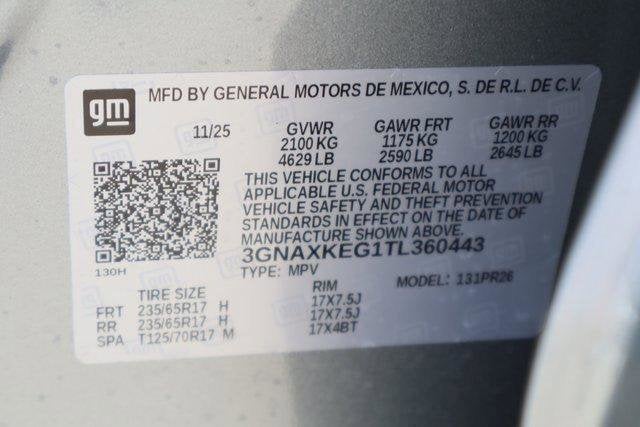 gm
MFD BY GENERAL MOTORS DE MEXICO, S. DE R.L. DE C.V.
11/25 GVWR GAWR FRT GAWR RR
2100 KG 1175 KG 1200 KG
4629 LB 2590 LB 2645 LB
THIS VEHICLE CONFORMS TO ALL
APPLICABLE U.S. FEDERAL MOTOR
VEHICLE SAFETY AND THEFT PREVENTION
STANDARDS IN EFFECT ON THE DATE OF
MANUFACTURE SHOWN ABOVE.
3GNAXKEG1TL360443
130H
TYPE: MPV MODEL: 131PR26
TIRE SIZE RIM
FRT 235/65R17 H 17X7.5J
RR 235/65R17 H 17X7.5J
SPA T125/70R17 M 17X4BT